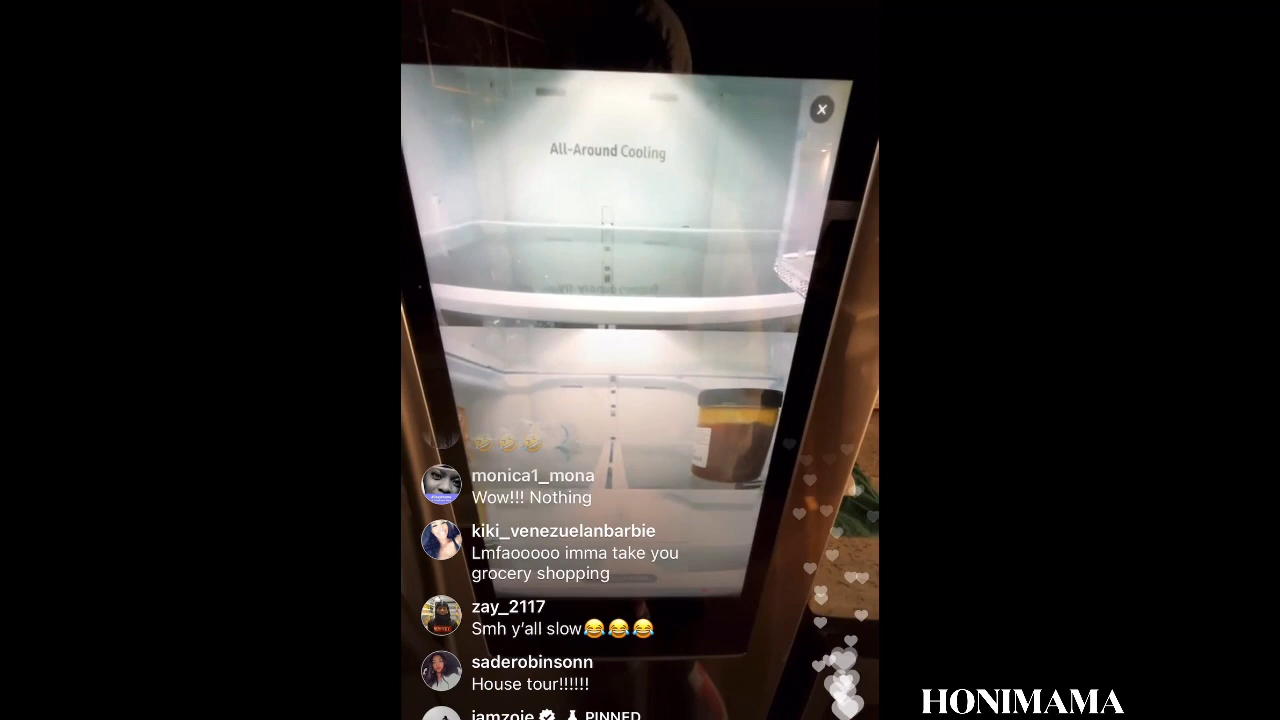 All-Around Cooling
🤣🤣🤣
monica1_mona
Wow!!! Nothing
kiki_venezuelanbarbie
Lmfaooooo imma take you
grocery shopping
zay_2117
Smh y’all slow😂😂😂
saderobinsonn
House tour!!!!!!
iamzoie PINNED
HONIMAMA